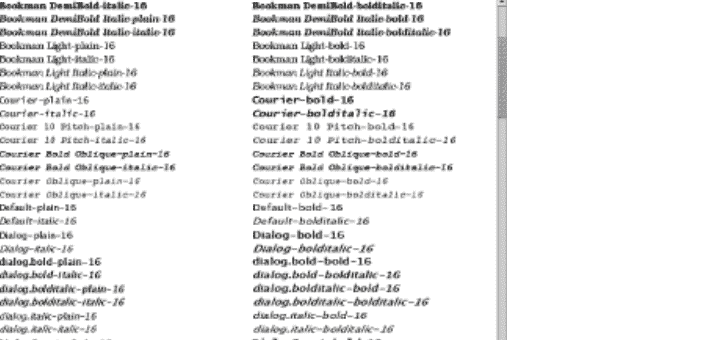 Bookman DemiBold-italic-16 Bookman DemiBold-bolditalic-16
Bookman DemiBold Italic-plain-16 Bookman DemiBold Italic-bold-16
Bookman DemiBold Italic-italic-16 Bookman DemiBold Italic-bolditalic-16
Bookman Light-plain-16 Bookman Light-bold-16
Bookman Light-italic-16 Bookman Light-bolditalic-16
Bookman Light Italic-plain-16 Bookman Light Italic-bold-16
Bookman Light Italic-italic-16 Bookman Light Italic-bolditalic-16
Courier-plain-16 Courier-bold-16
Courier-italic-16 Courier-bolditalic-16
Courier 10 Pitch-plain-16 Courier 10 Pitch-bold-16
Courier 10 Pitch-italic-16 Courier 10 Pitch-bolditalic-16
Courier Bold Oblique-plain-16 Courier Bold Oblique-bold-16
Courier Bold Oblique-italic-16 Courier Bold Oblique-bolditalic-16
Courier Oblique-plain-16 Courier Oblique-bold-16
Courier Oblique-italic-16 Courier Oblique-bolditalic-16
Default-plain-16 Default-bold-16
Default-italic-16 Default-bolditalic-16
Dialog-plain-16 Dialog-bold-16
Dialog-italic-16 Dialog-bolditalic-16
dialog.bold-plain-16 dialog.bold-bold-16
dialog.bold-italic-16 dialog.bold-bolditalic-16
dialog.bolditalic-plain-16 dialog.bolditalic-bold-16
dialog.bolditalic-italic-16 dialog.bolditalic-bolditalic-16
dialog.italic-plain-16 dialog.italic-bold-16
dialog.italic-italic-16 dialog.italic-bolditalic-16